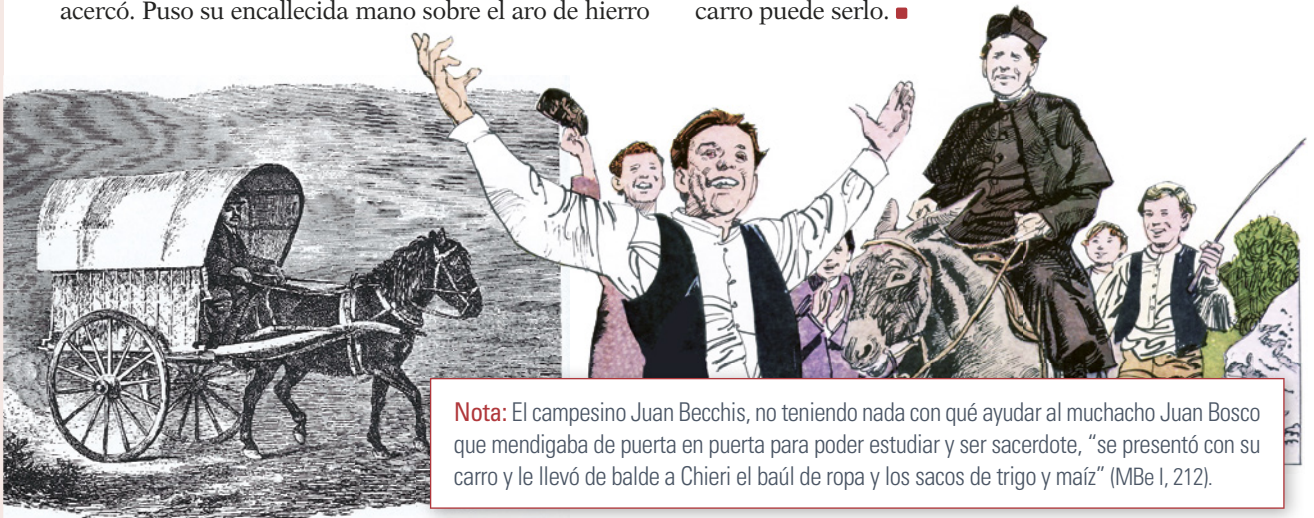 acercó. Puso su encallecida mano sobre el aro de hierro
carro puede serlo.
Nota: El campesino Juan Becchis, no teniendo nada con qué ayudar al muchacho Juan Bosco
que mendigaba de puerta en puerta para poder estudiar y ser sacerdote, “se presentó con su
carro y le llevó de balde a Chieri el baúl de ropa y los sacos de trigo y maíz” (MBe I, 212).